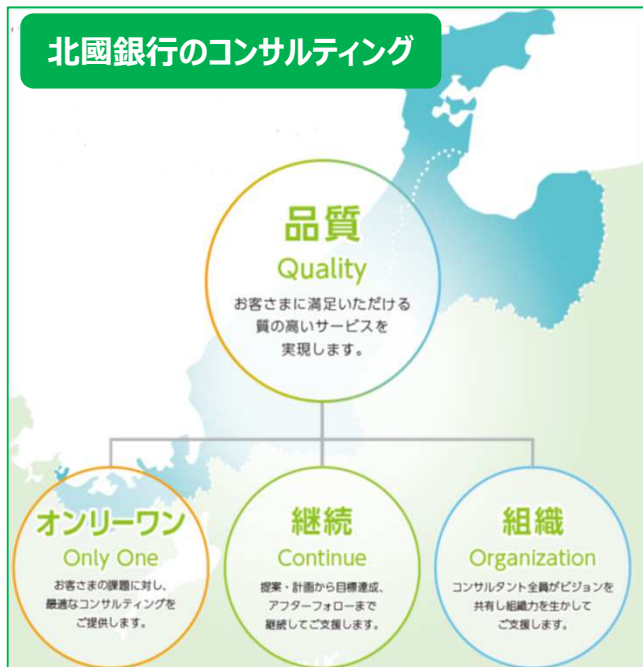 北國銀行のコンサルティング
品質
Quality
お客さまに満足いただける
質の高いサービスを
実現します。
オンリーワン
Only One
お客さまの課題に対し、
最適なコンサルティングを
ご提供します。
継続
Continue
提案・計画から目標達成、
アフターフォローまで
継続してご支援します。
組織
Organization
コンサルタント全員がビジョンを
共有し組織力を生かして
ご支援します。